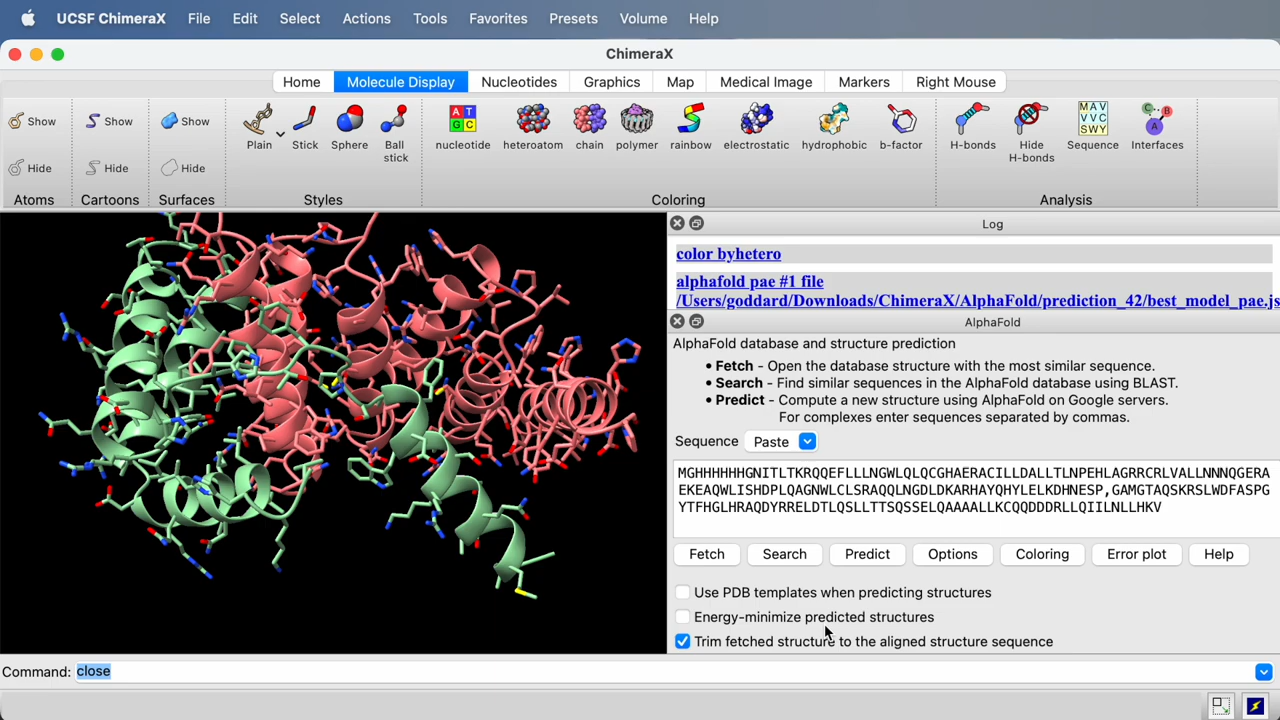 UCSF ChimeraX File Edit Select Actions Tools Favorites Presets Volume Help
ChimeraX
Home Molecule Display Nucleotides Graphics Map Medical Image Markers Right Mouse
Show Show Show
Hide Hide Hide
Plain Stick Sphere Ball stick
A T G C
nucleotide heteroatom chain polymer rainbow electrostatic hydrophobic b-factor
H-bonds Hide H-bonds
MAV VVC SWY
Sequence
C B A
Interfaces
Atoms Cartoons Surfaces Styles Coloring Analysis
Log
color byhetero
alphafold pae #1 file
/Users/goddard/Downloads/ChimeraX/AlphaFold/prediction_42/best_model_pae.js
AlphaFold
AlphaFold database and structure prediction
• Fetch - Open the database structure with the most similar sequence.
• Search - Find similar sequences in the AlphaFold database using BLAST.
• Predict - Compute a new structure using AlphaFold on Google servers.
For complexes enter sequences separated by commas.
Sequence Paste
MGHHHHHHGNITLTKRQQEFLLLNGWLQLQCGHAERACILLDALLTLNPEHLAGRRCRLVALLNNNQGERA
EKEAQWLISHDPLQAGNWLCLSRAQQLNGDLDKARHAYQHYLELKDHNESP,GAMGTAQSKRSLWDFASPG
YTFHGLHRAQDYRRELDTLQSLLTTSQSSELQAAAALLKCQQDDDRLLQIILNLLHKV
Fetch Search Predict Options Coloring Error plot Help
Use PDB templates when predicting structures
Energy-minimize predicted structures
Trim fetched structure to the aligned structure sequence
Command: close